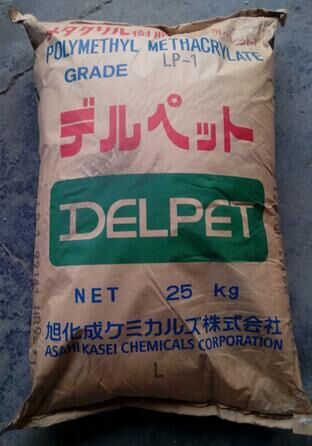 メタクリル樹脂
POLYMETHYL METHACRYLATE
GRADE LP-1
デルペット
DELPET
NET 25 kg
旭化成ケミカルズ株式会社
ASAHI KASEI CHEMICALS CORPORATION
L